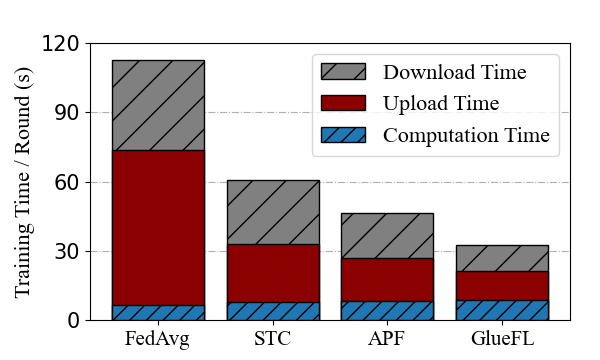 Training Time / Round (s)
120
90
60
30
0
Download Time
Upload Time
Computation Time
FedAvg
STC
APF
GlueFL